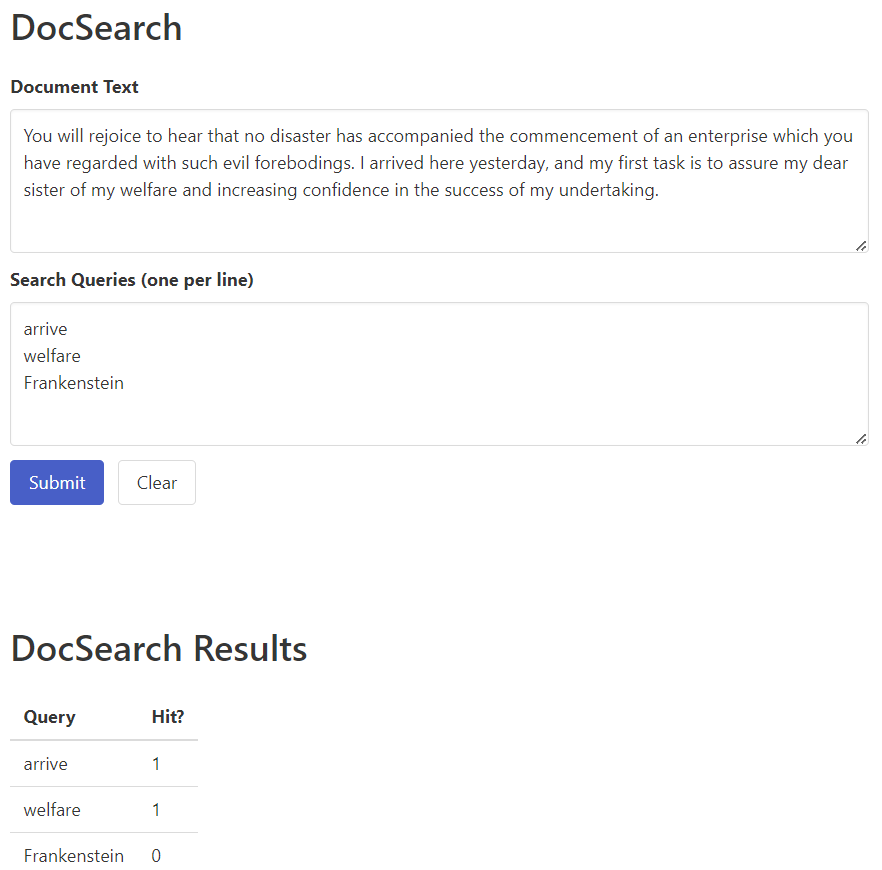 DocSearch
Document Text
You will rejoice to hear that no disaster has accompanied the commencement of an enterprise which you
have regarded with such evil forebodings. I arrived here yesterday, and my first task is to assure my dear
sister of my welfare and increasing confidence in the success of my undertaking.
Search Queries (one per line)
arrive
welfare
Frankenstein
Submit Clear
DocSearch Results
Query Hit?
arrive 1
welfare 1
Frankenstein 0